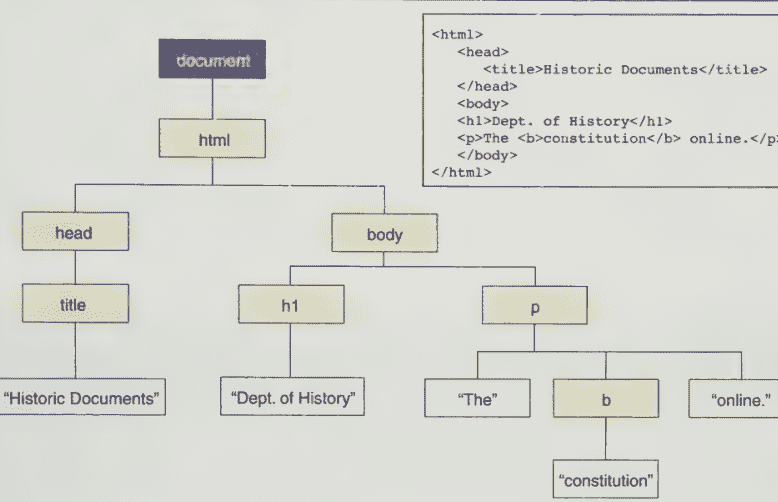 document
html
head
body
title
h1
p
"Historic Documents"
"Dept. of History"
"The"
b
"online."
"constitution"
<html>
<head>
<title>Historic Documents</title>
</head>
<body>
<h1>Dept. of History</h1>
<p>The <b>constitution</b> online.</p>
</body>
</html>